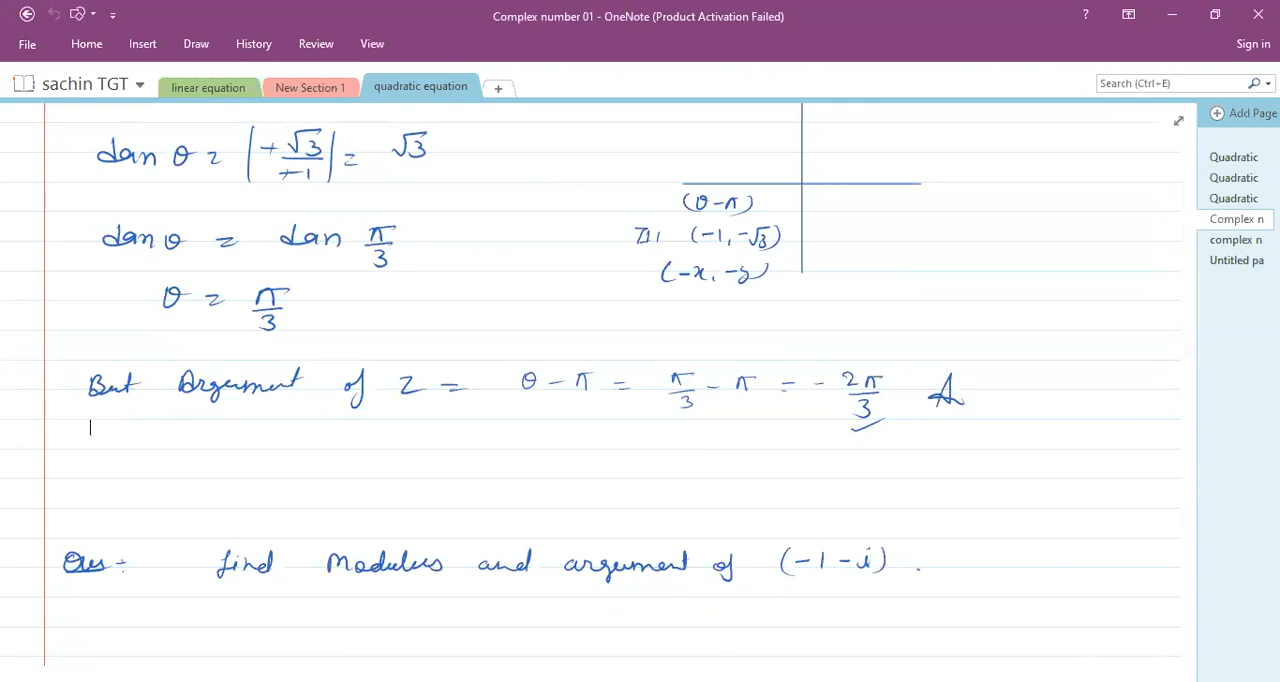 Complex number 01 - OneNote (Product Activation Failed)
?
File Home Insert Draw History Review View Sign in
sachin TGT linear equation New Section 1 quadratic equation + Search (Ctrl+E)
Add Page
Quadratic
Quadratic
Quadratic
Complex n
complex n
Untitled pa
tan θ = |+√3/+1| = √3
(θ-π)
tan θ = tan π/3
(-1, -√3)
(-x, -y)
θ = π/3
But Argument of Z = θ - π = π/3 - π = - 2π/3
Ques :- find Modulus and argument of (-1 - i) .